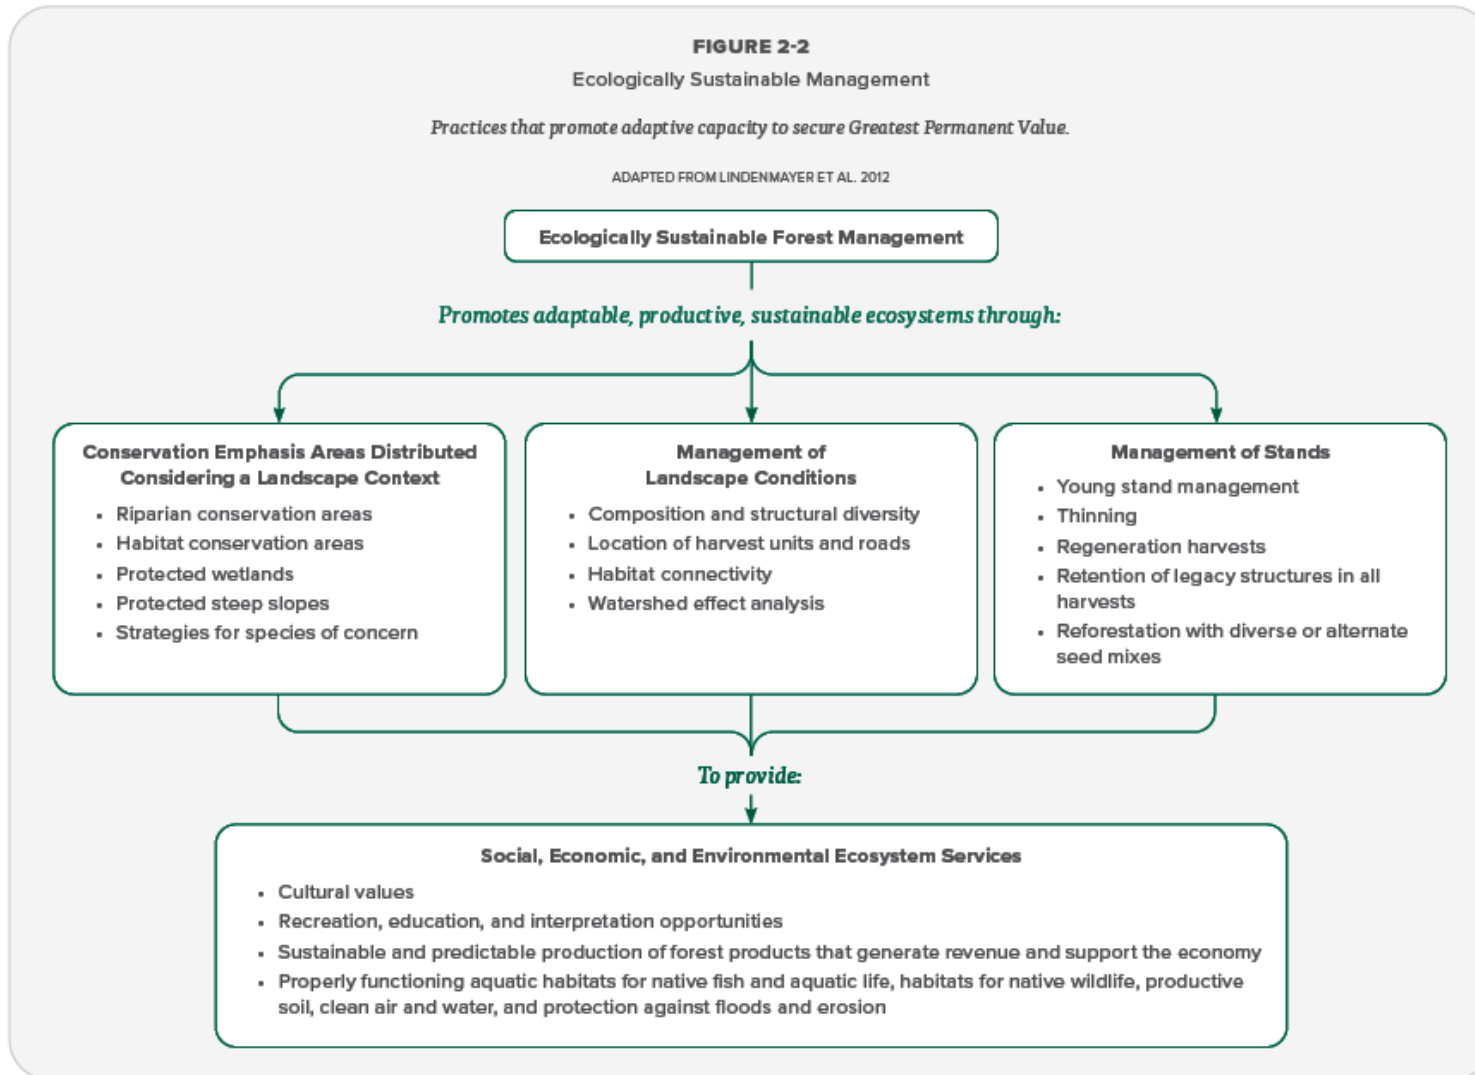 FIGURE 2-2
Ecologically Sustainable Management
Practices that promote adaptive capacity to secure Greatest Permanent Value.
ADAPTED FROM LINDENMAYER ET AL. 2012
Ecologically Sustainable Forest Management
Promotes adaptable, productive, sustainable ecosystems through:
Conservation Emphasis Areas Distributed
Considering a Landscape Context
• Riparian conservation areas
• Habitat conservation areas
• Protected wetlands
• Protected steep slopes
• Strategies for species of concern
Management of
Landscape Conditions
• Composition and structural diversity
• Location of harvest units and roads
• Habitat connectivity
• Watershed effect analysis
Management of Stands
• Young stand management
• Thinning
• Regeneration harvests
• Retention of legacy structures in all
harvests
• Reforestation with diverse or alternate
seed mixes
To provide:
Social, Economic, and Environmental Ecosystem Services
• Cultural values
• Recreation, education, and interpretation opportunities
• Sustainable and predictable production of forest products that generate revenue and support the economy
• Properly functioning aquatic habitats for native fish and aquatic life, habitats for native wildlife, productive
soil, clean air and water, and protection against floods and erosion